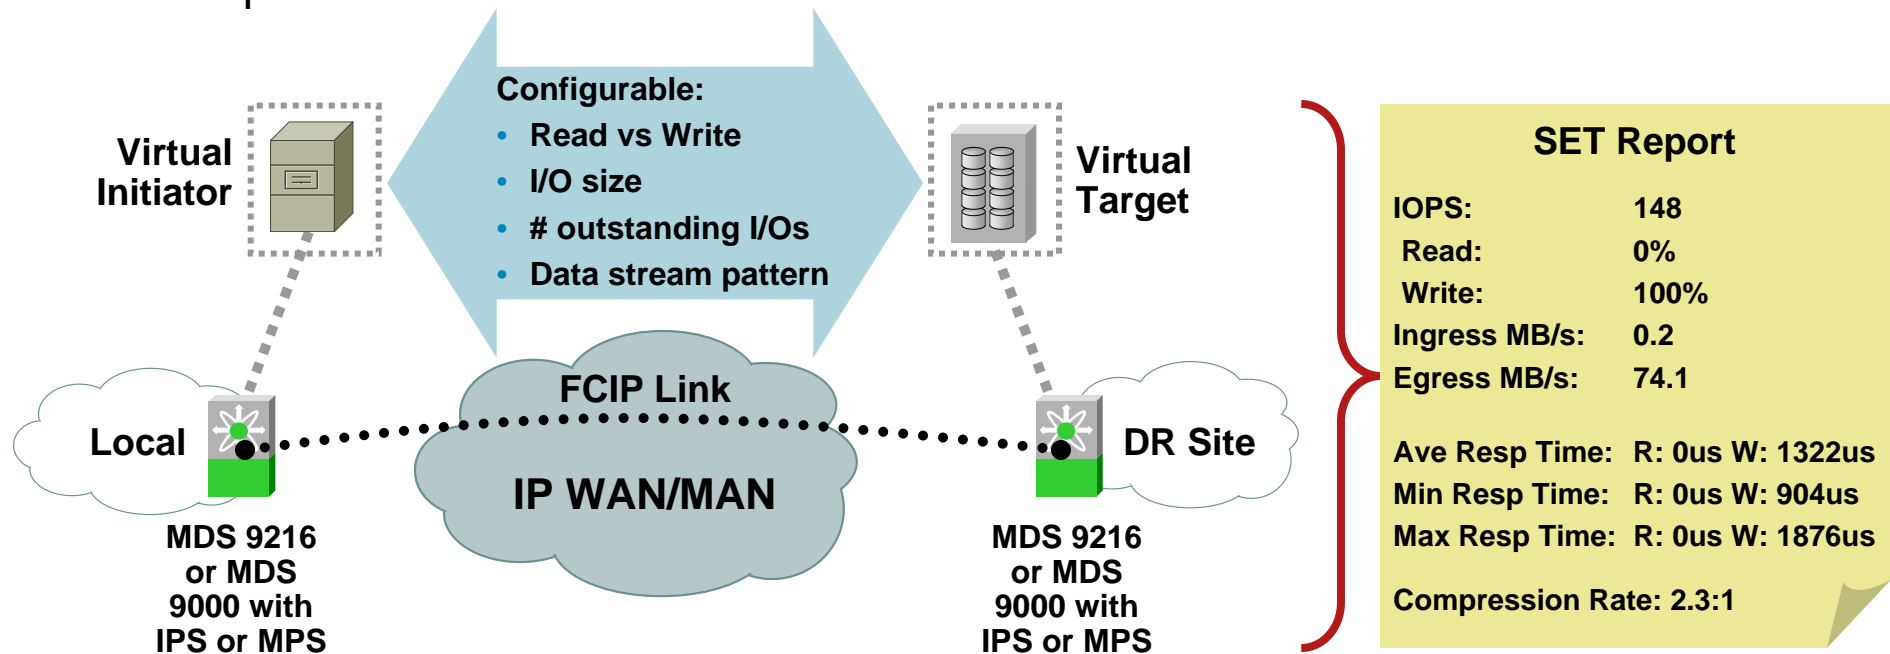 Configurable:
• Read vs Write
• I/O size
• # outstanding I/Os
• Data stream pattern
Virtual
Initiator
Virtual
Target
Local
FCIP Link
IP WAN/MAN
DR Site
MDS 9216
or MDS
9000 with
IPS or MPS
MDS 9216
or MDS
9000 with
IPS or MPS
SET Report
IOPS: 148
Read: 0%
Write: 100%
Ingress MB/s: 0.2
Egress MB/s: 74.1
Ave Resp Time: R: 0us W: 1322us
Min Resp Time: R: 0us W: 904us
Max Resp Time: R: 0us W: 1876us
Compression Rate: 2.3:1